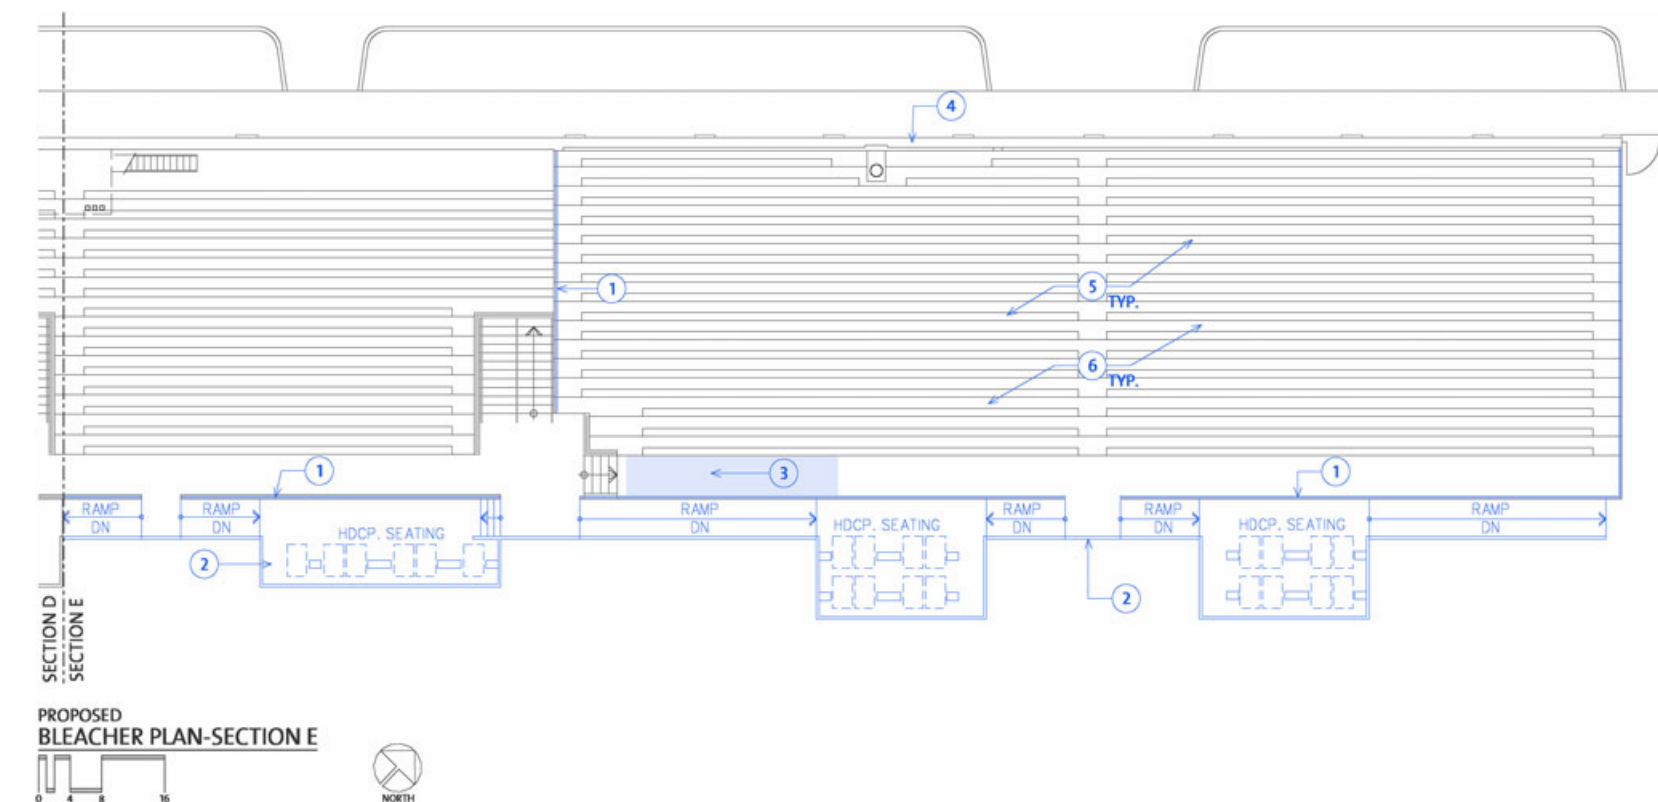 4
1
5
TYP.
6
TYP.
1
3
1
RAMP
DN
RAMP
DN
HDCP. SEATING
RAMP
DN
HDCP. SEATING
RAMP
DN
RAMP
DN
HDCP. SEATING
RAMP
DN
2
2
SECTION D
SECTION E
PROPOSED
BLEACHER PLAN-SECTION E
0 4 8 16
NORTH